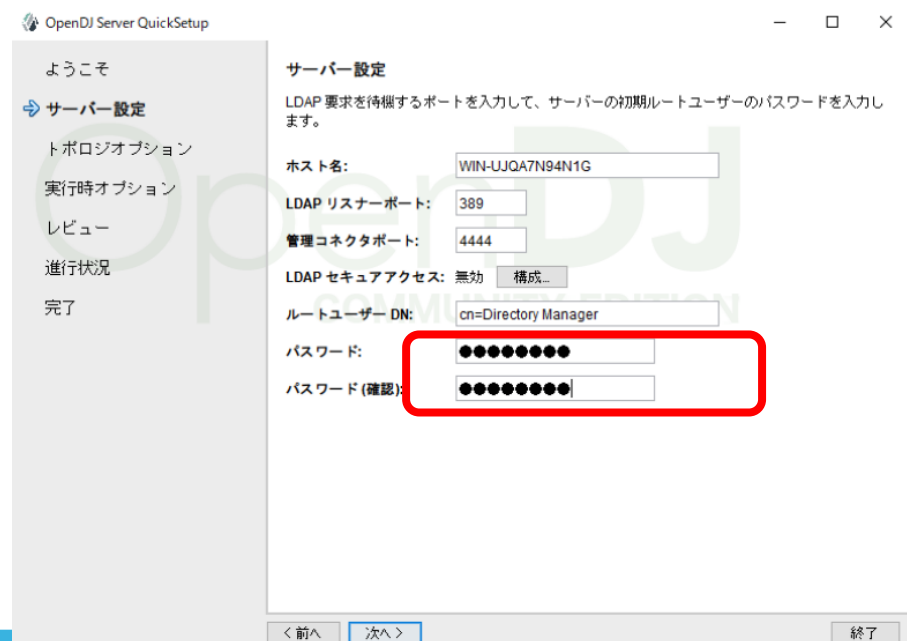 OpenDJ Server QuickSetup
ようこそ
サーバー設定
トポロジオプション
実行時オプション
レビュー
進行状況
完了
サーバー設定
LDAP 要求を待機するポートを入力して、サーバーの初期ルートユーザーのパスワードを入力し
ます。
ホスト名: WIN-UJQA7N94N1G
LDAP リスナーポート: 389
管理コネクタポート: 4444
LDAP セキュアアクセス: 無効 構成...
ルートユーザー DN: cn=Directory Manager
パスワード: ●●●●●●●●
パスワード (確認): ●●●●●●●●
OpenDJ
COMMUNITY EDITION
< 前へ 次へ > 終了